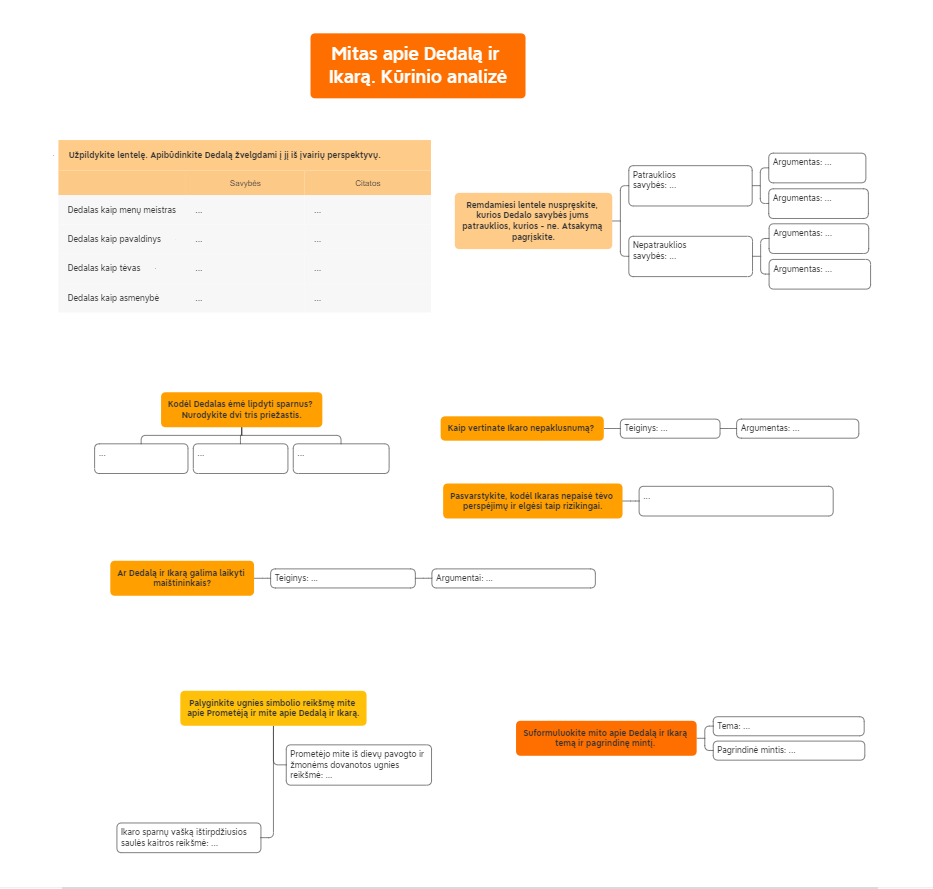 Mitas apie Dedalą ir
Ikarą. Kūrinio analizė
Užpildykite lentelę. Apibūdinkite Dedalą žvelgdami į jį iš įvairių perspektyvų.
Savybės Citatos
Dedalas kaip menų meistras ... ...
Dedalas kaip pavaldinys ... ...
Dedalas kaip tėvas ... ...
Dedalas kaip asmenybė ... ...
Remdamiesi lentele nuspręskite,
kurios Dedalo savybės jums
patrauklios, kurios - ne. Atsakymą
pagrįskite.
Patrauklios
savybės: ...
Argumentas: ...
Argumentas: ...
Nepatrauklios
savybės: ...
Argumentas: ...
Argumentas: ...
Kodėl Dedalas ėmė lipdyti sparnus?
Nurodykite dvi tris priežastis.
... ... ...
Kaip vertinate Ikaro nepaklusnumą? Teiginys: ... Argumentas: ...
Pasvarstykite, kodėl Ikaras nepaisė tėvo
perspėjimų ir elgėsi taip rizikingai.
...
Ar Dedalą ir Ikarą galima laikyti
maištininkais?
Teiginys: ... Argumentai: ...
Palyginkite ugnies simbolio reikšmę mite
apie Prometėją ir mite apie Dedalą ir Ikarą.
Prometėjo mite iš dievų pavogto ir
žmonėms dovanotos ugnies
reikšmė: ...
Ikaro sparnų vašką ištirpdžiusios
saulės kaitros reikšmė: ...
Suformuluokite mito apie Dedalą ir Ikarą
temą ir pagrindinę mintį.
Tema: ...
Pagrindinė mintis: ...